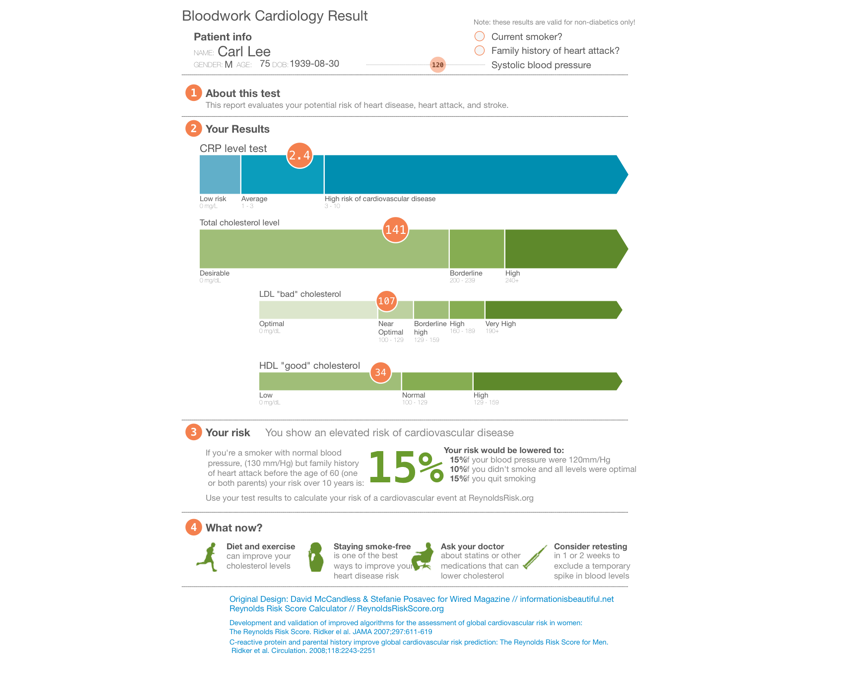 Bloodwork Cardiology Result
Note: these results are valid for non-diabetics only!
Patient info
NAME: Carl Lee
GENDER: M AGE: 75 DOB: 1939-08-30
Current smoker?
Family history of heart attack?
120 Systolic blood pressure
1 About this test
This report evaluates your potential risk of heart disease, heart attack, and stroke.
2 Your Results
CRP level test
2.4
Low risk Average High risk of cardiovascular disease
0 mg/L 1 - 3 3 - 10
Total cholesterol level
141
Desirable Borderline High
0 mg/dL 200 - 239 240+
LDL "bad" cholesterol
107
Optimal Near Optimal Borderline high High Very High
0 mg/dL 100 - 129 129 - 159 160 - 189 190+
HDL "good" cholesterol
34
Low Normal High
0 mg/dL 100 - 129 129 - 159
3 Your risk You show an elevated risk of cardiovascular disease
If you're a smoker with normal blood
pressure, (130 mm/Hg) but family history
of heart attack before the age of 60 (one
or both parents) your risk over 10 years is:
15%
Your risk would be lowered to:
15%if your blood pressure were 120mm/Hg
10%if you didn't smoke and all levels were optimal
15%if you quit smoking
Use your test results to calculate your risk of a cardiovascular event at ReynoldsRisk.org
4 What now?
Diet and exercise
can improve your
cholesterol levels
Staying smoke-free
is one of the best
ways to improve your
heart disease risk
Ask your doctor
about statins or other
medications that can
lower cholesterol
Consider retesting
in 1 or 2 weeks to
exclude a temporary
spike in blood levels
Original Design: David McCandless & Stefanie Posavec for Wired Magazine // informationisbeautiful.net
Reynolds Risk Score Calculator // ReynoldsRiskScore.org
Development and validation of improved algorithms for the assessment of global cardiovascular risk in women:
The Reynolds Risk Score. Ridker el al. JAMA 2007;297:611-619
C-reactive protein and parental history improve global cardiovascular risk prediction: The Reynolds Risk Score for Men.
Ridker et al. Circulation. 2008;118:2243-2251